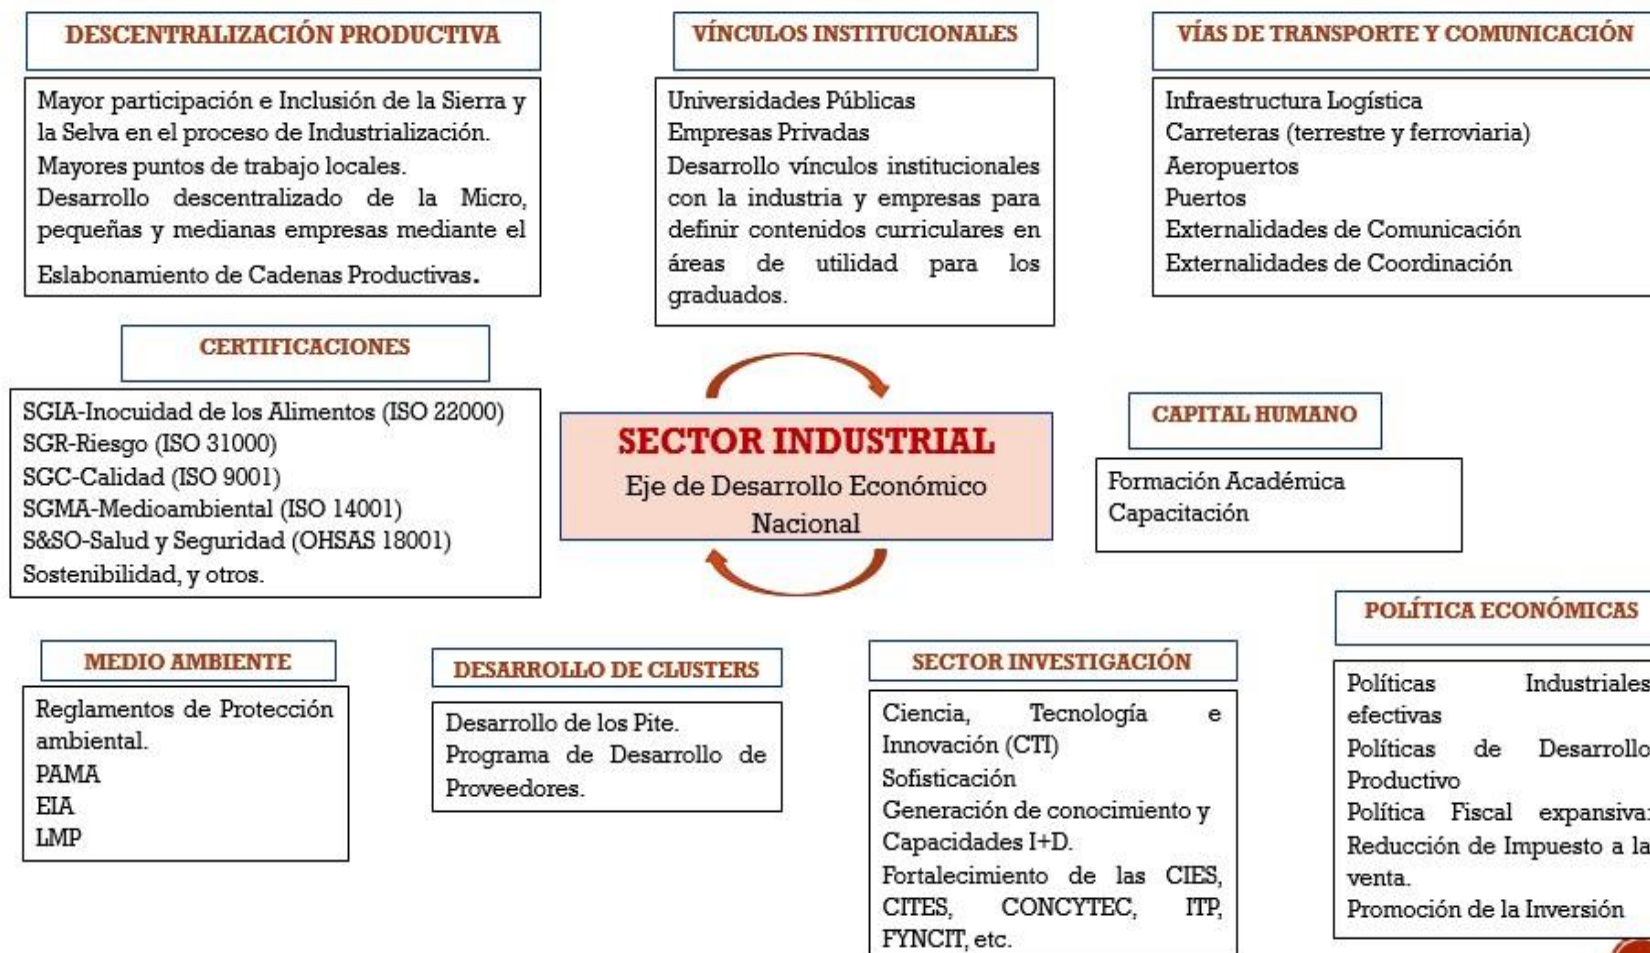 DESCENTRALIZACIÓN PRODUCTIVA
Mayor participación e Inclusión de la Sierra y
la Selva en el proceso de Industrialización.
Mayores puntos de trabajo locales.
Desarrollo descentralizado de la Micro,
pequeñas y medianas empresas mediante el
Eslabonamiento de Cadenas Productivas.
VÍNCULOS INSTITUCIONALES
Universidades Públicas
Empresas Privadas
Desarrollo vínculos institucionales
con la industria y empresas para
definir contenidos curriculares en
áreas de utilidad para los
graduados.
VÍAS DE TRANSPORTE Y COMUNICACIÓN
Infraestructura Logística
Carreteras (terrestre y ferroviaria)
Aeropuertos
Puertos
Externalidades de Comunicación
Externalidades de Coordinación
CERTIFICACIONES
SGIA-Inocuidad de los Alimentos (ISO 22000)
SGR-Riesgo (ISO 31000)
SGC-Calidad (ISO 9001)
SGMA-Medioambiental (ISO 14001)
S&SO-Salud y Seguridad (OHSAS 18001)
Sostenibilidad, y otros.
SECTOR INDUSTRIAL
Eje de Desarrollo Económico
Nacional
CAPITAL HUMANO
Formación Académica
Capacitación
MEDIO AMBIENTE
Reglamentos de Protección
ambiental.
PAMA
EIA
LMP
DESARROLLO DE CLUSTERS
Desarrollo de los Pite.
Programa de Desarrollo de
Proveedores.
SECTOR INVESTIGACIÓN
Ciencia, Tecnología e
Innovación (CTI)
Sofisticación
Generación de conocimiento y
Capacidades I+D.
Fortalecimiento de las CIES,
CITES, CONCYTEC, ITP,
FYNCIT, etc.
POLÍTICA ECONÓMICAS
Políticas Industriales
efectivas
Políticas de Desarrollo
Productivo
Política Fiscal expansiva:
Reducción de Impuesto a la
venta.
Promoción de la Inversión